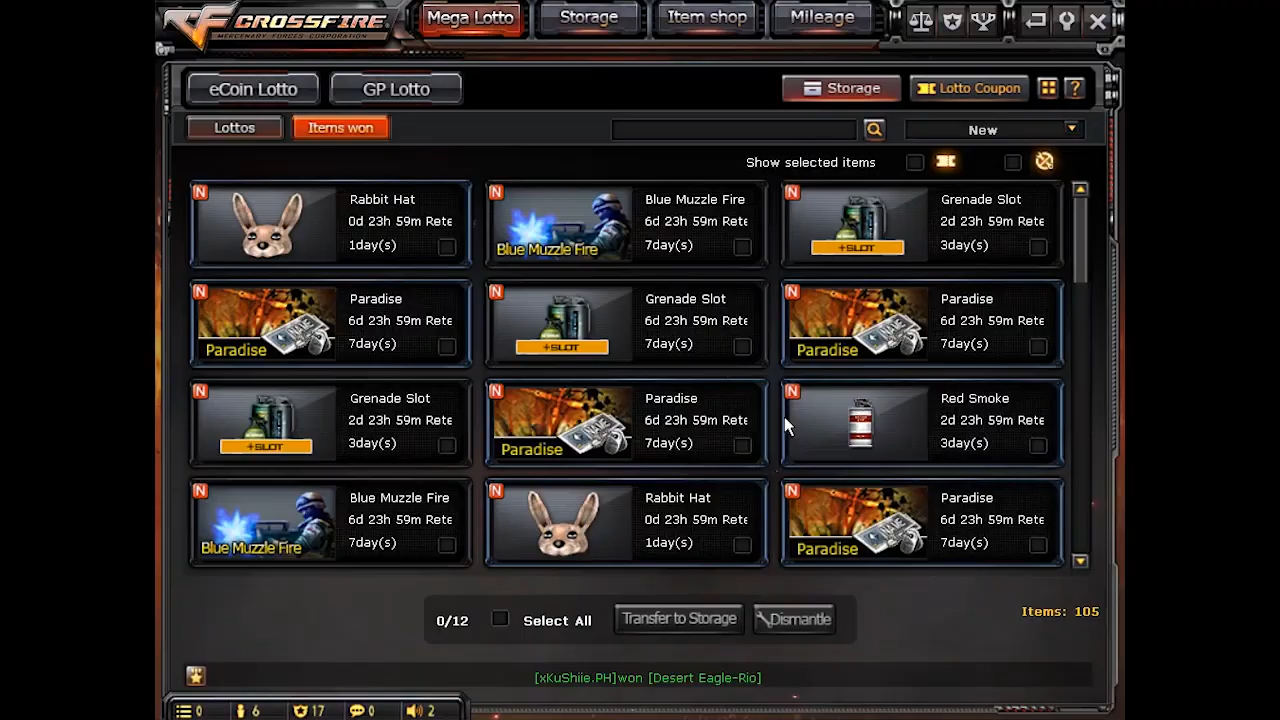 CROSSFIRE
MERCENARY FORCES CORPORATION
Mega Lotto
Storage
Item shop
Mileage
eCoin Lotto
GP Lotto
Storage
Lotto Coupon
?
Lottos
Items won
New
Show selected items
N
Rabbit Hat
0d 23h 59m Rete
1day(s)
N
Blue Muzzle Fire
Blue Muzzle Fire
6d 23h 59m Rete
7day(s)
N
+SLOT
Grenade Slot
2d 23h 59m Rete
3day(s)
N
Paradise
Paradise
6d 23h 59m Rete
7day(s)
N
+SLOT
Grenade Slot
6d 23h 59m Rete
7day(s)
N
Paradise
Paradise
6d 23h 59m Rete
7day(s)
N
+SLOT
Grenade Slot
2d 23h 59m Rete
3day(s)
N
Paradise
Paradise
6d 23h 59m Rete
7day(s)
N
Red Smoke
2d 23h 59m Rete
3day(s)
N
Blue Muzzle Fire
Blue Muzzle Fire
6d 23h 59m Rete
7day(s)
N
Rabbit Hat
0d 23h 59m Rete
1day(s)
N
Paradise
Paradise
6d 23h 59m Rete
7day(s)
0/12
Select All
Transfer to Storage
Dismantle
Items: 105
[xKuShiie.PH]won [Desert Eagle-Rio]
0
6
17
0
2